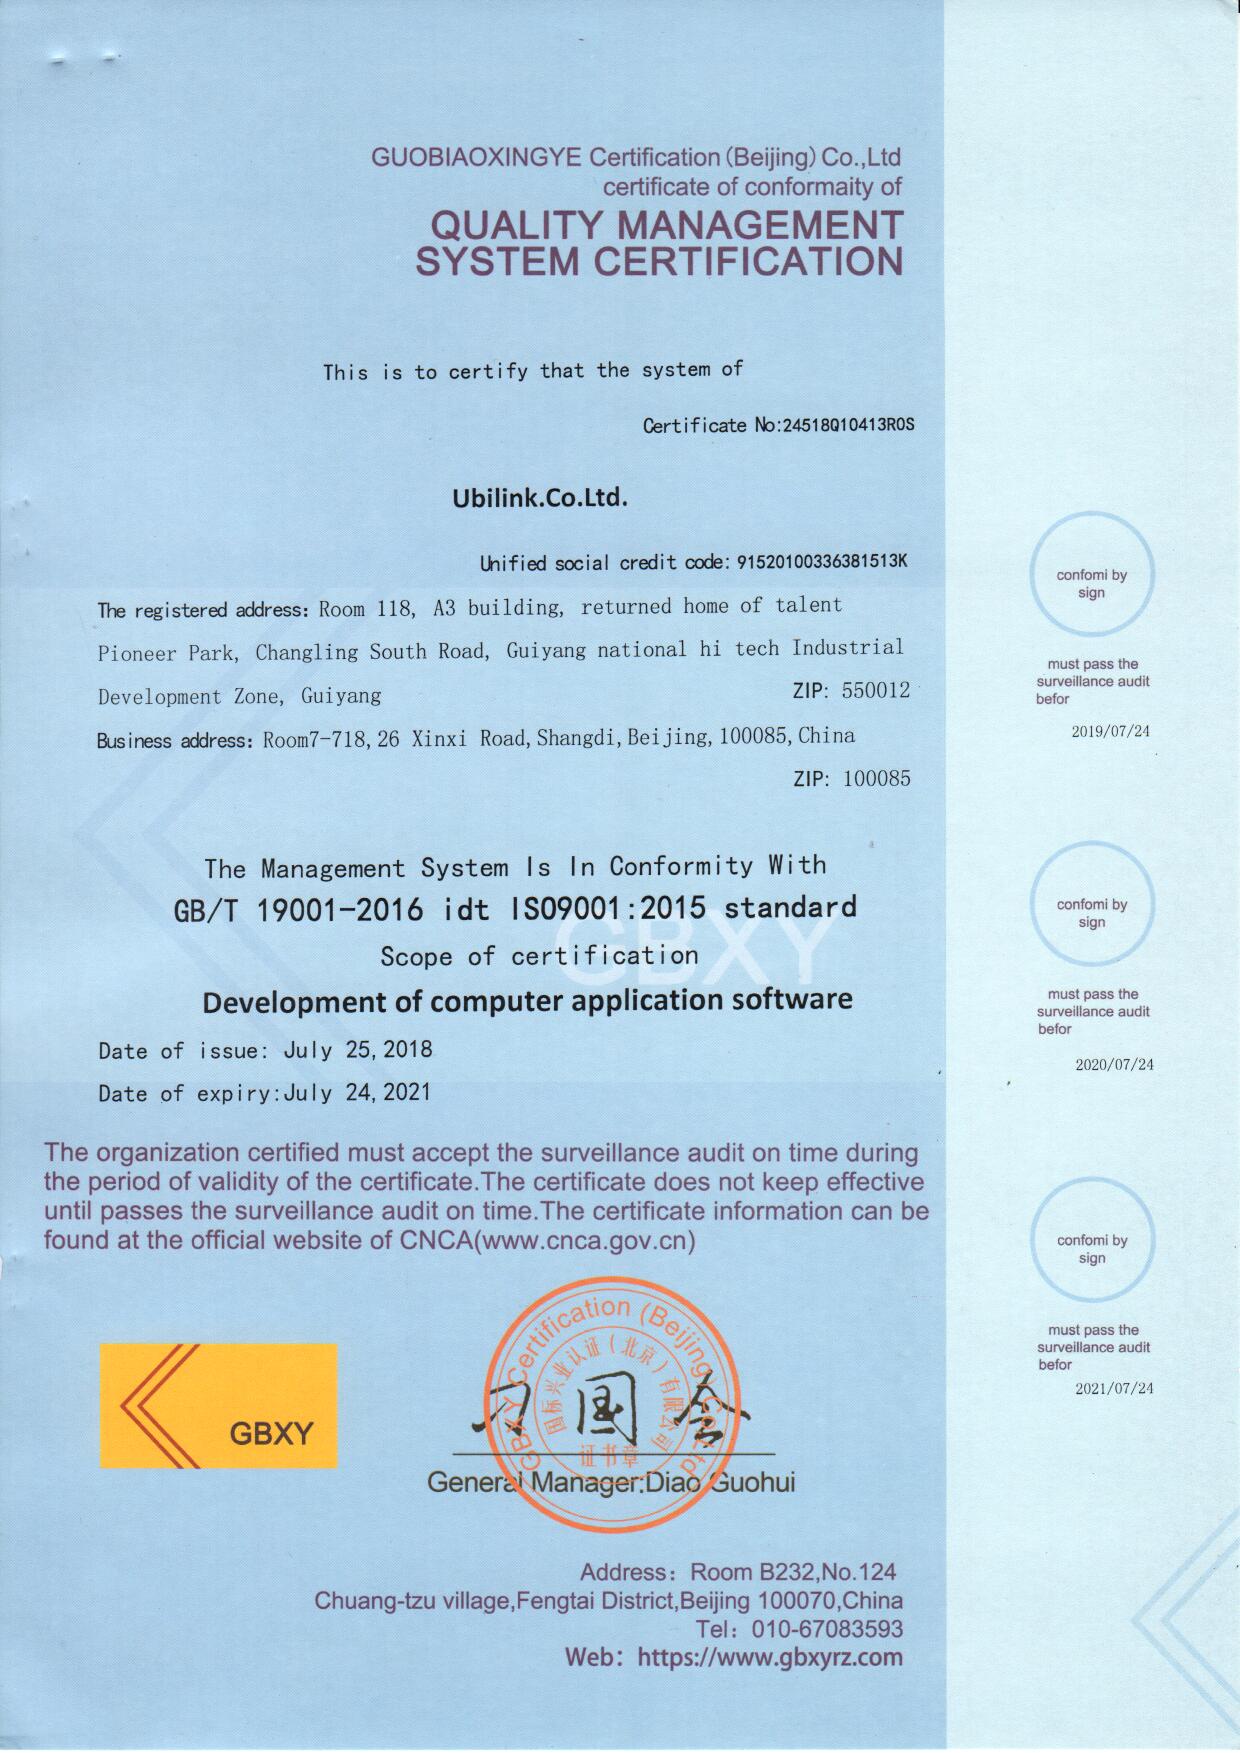 GUOBIAOXINGYE Certification (Beijing) Co.,Ltd
certificate of conformaity of
QUALITY MANAGEMENT
SYSTEM CERTIFICATION
This is to certify that the system of
Certificate No:24518Q10413R0S
Ubilink.Co.Ltd.
Unified social credit code: 91520100336381513K
The registered address: Room 118, A3 building, returned home of talent
Pioneer Park, Changling South Road, Guiyang national hi tech Industrial
Development Zone, Guiyang ZIP: 550012
Business address: Room7-718, 26 Xinxi Road, Shangdi, Beijing, 100085, China
ZIP: 100085
The Management System Is In Conformity With
GB/T 19001-2016 idt ISO9001:2015 standard
GBXY
Scope of certification
Development of computer application software
Date of issue: July 25, 2018
Date of expiry:July 24, 2021
The organization certified must accept the surveillance audit on time during
the period of validity of the certificate.The certificate does not keep effective
until passes the surveillance audit on time.The certificate information can be
found at the official website of CNCA(www.cnca.gov.cn)
GBXY
GBXY Certification (Beijing) Co.,Ltd
国标兴业认证（北京）有限公司
证书章
刁国会
General Manager:Diao Guohui
Address: Room B232,No.124
Chuang-tzu village,Fengtai District,Beijing 100070,China
Tel: 010-67083593
Web: https://www.gbxyrz.com
confomi by
sign
must pass the
surveillance audit
befor
2019/07/24
confomi by
sign
must pass the
surveillance audit
befor
2020/07/24
confomi by
sign
must pass the
surveillance audit
befor
2021/07/24